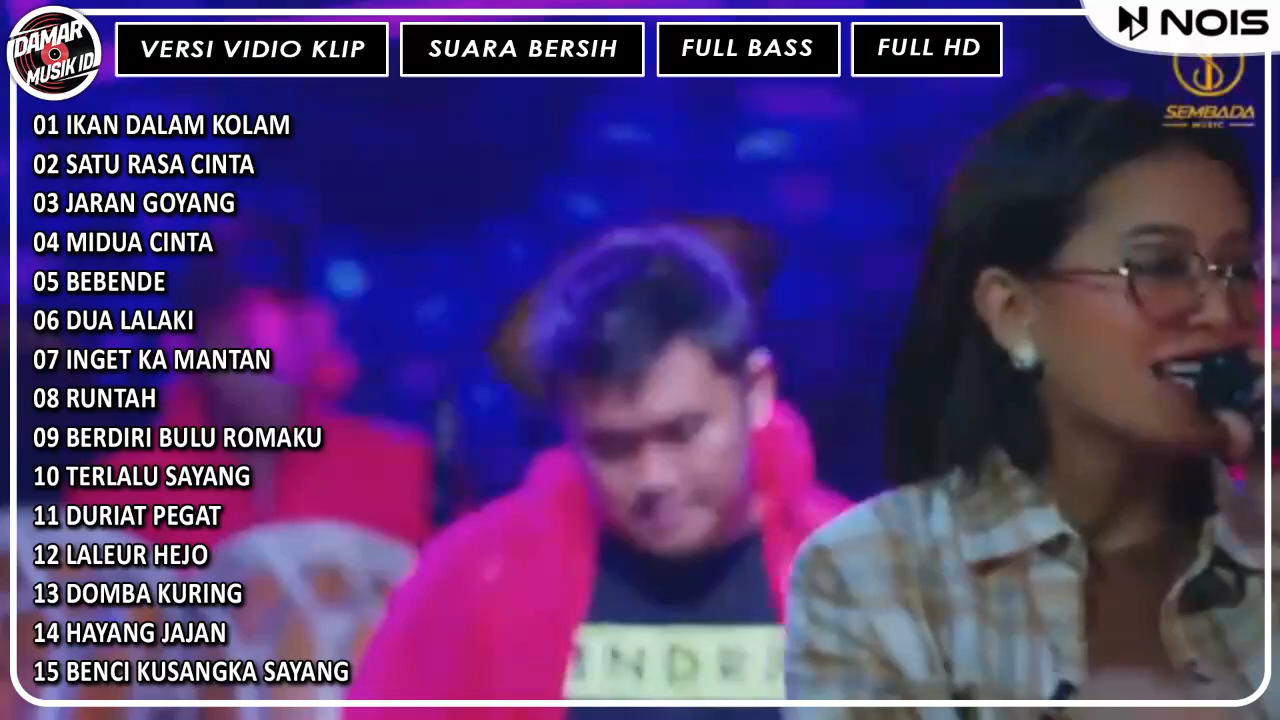 DAMAR
MUSIK ID
VERSI VIDIO KLIP
SUARA BERSIH
FULL BASS
FULL HD
NOIS
SEMBADA
MUSIC
01 IKAN DALAM KOLAM
02 SATU RASA CINTA
03 JARAN GOYANG
04 MIDUA CINTA
05 BEBENDE
06 DUA LALAKI
07 INGET KA MANTAN
08 RUNTAH
09 BERDIRI BULU ROMAKU
10 TERLALU SAYANG
11 DURIAT PEGAT
12 LALEUR HEJO
13 DOMBA KURING
14 HAYANG JAJAN
15 BENCI KUSANGKA SAYANG